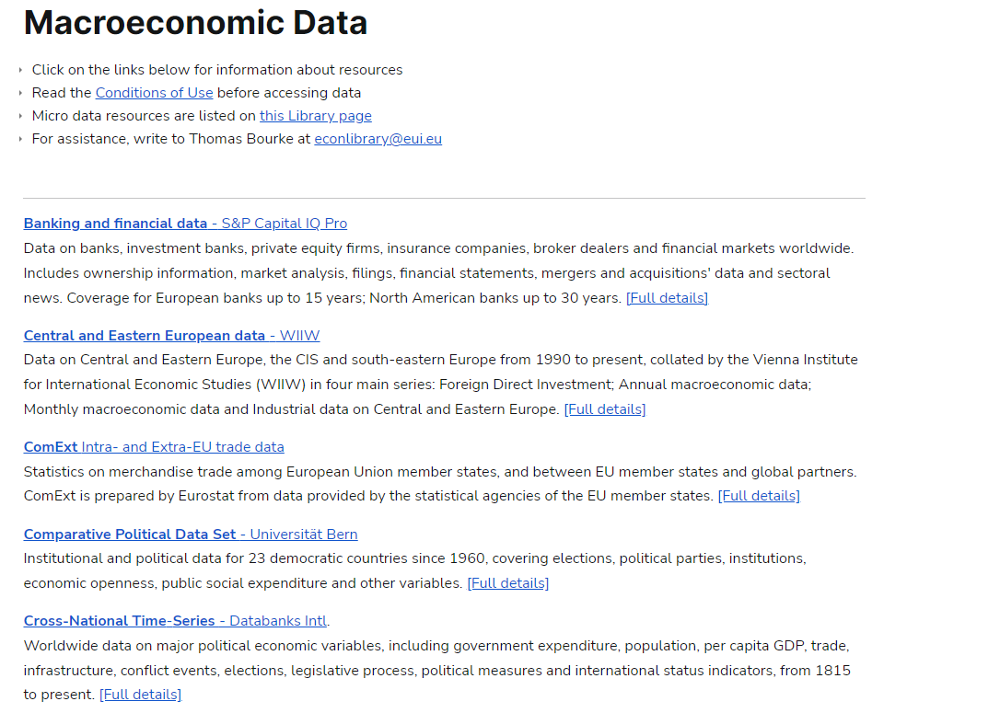 Macroeconomic Data
Click on the links below for information about resources
Read the Conditions of Use before accessing data
Micro data resources are listed on this Library page
For assistance, write to Thomas Bourke at econlibrary@eui.eu
Banking and financial data - S&P Capital IQ Pro
Data on banks, investment banks, private equity firms, insurance companies, broker dealers and financial markets worldwide.
Includes ownership information, market analysis, filings, financial statements, mergers and acquisitions' data and sectoral
news. Coverage for European banks up to 15 years; North American banks up to 30 years. [Full details]
Central and Eastern European data - WIIW
Data on Central and Eastern Europe, the CIS and south-eastern Europe from 1990 to present, collated by the Vienna Institute
for International Economic Studies (WIIW) in four main series: Foreign Direct Investment; Annual macroeconomic data;
Monthly macroeconomic data and Industrial data on Central and Eastern Europe. [Full details]
ComExt Intra- and Extra-EU trade data
Statistics on merchandise trade among European Union member states, and between EU member states and global partners.
ComExt is prepared by Eurostat from data provided by the statistical agencies of the EU member states. [Full details]
Comparative Political Data Set - Universität Bern
Institutional and political data for 23 democratic countries since 1960, covering elections, political parties, institutions,
economic openness, public social expenditure and other variables. [Full details]
Cross-National Time-Series - Databanks Intl.
Worldwide data on major political economic variables, including government expenditure, population, per capita GDP, trade,
infrastructure, conflict events, elections, legislative process, political measures and international status indicators, from 1815
to present. [Full details]